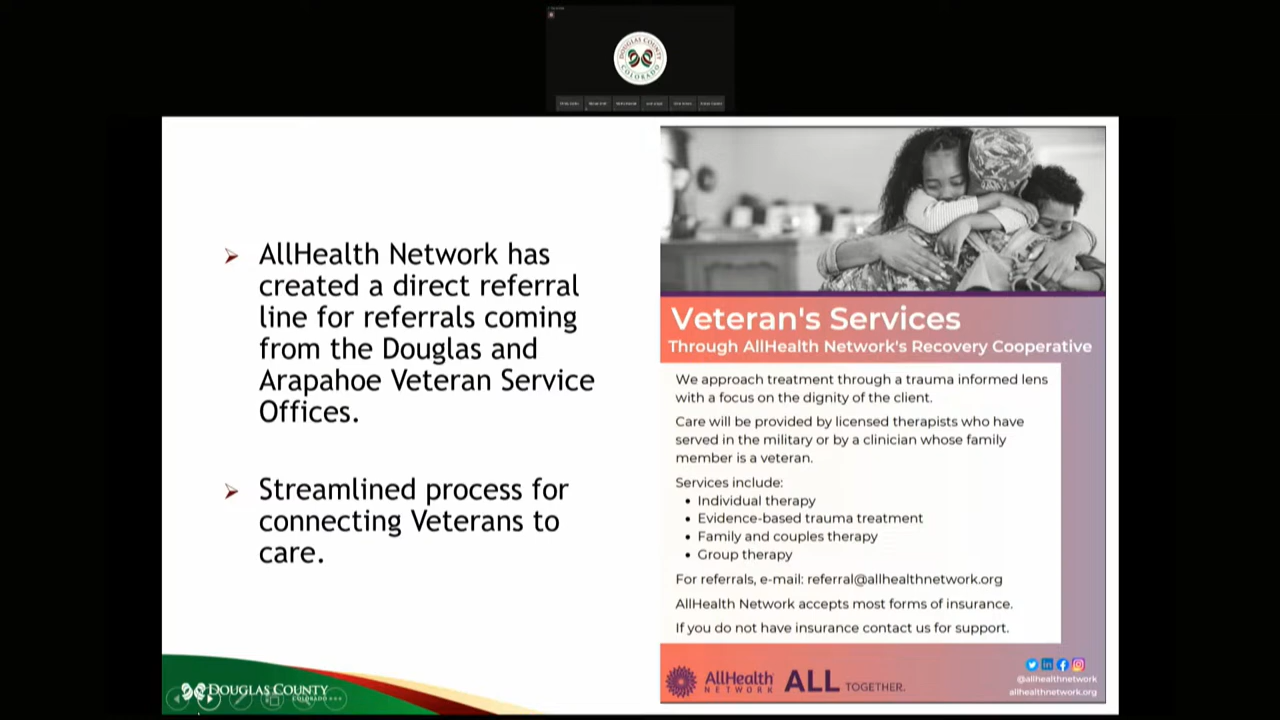 DOUGLAS COUNTY
COLORADO
➢ AllHealth Network has
created a direct referral
line for referrals coming
from the Douglas and
Arapahoe Veteran Service
Offices.
➢ Streamlined process for
connecting Veterans to
care.
DOUGLAS COUNTY
COLORADO
Veteran's Services
Through AllHealth Network's Recovery Cooperative
We approach treatment through a trauma informed lens
with a focus on the dignity of the client.
Care will be provided by licensed therapists who have
served in the military or by a clinician whose family
member is a veteran.
Services include:
• Individual therapy
• Evidence-based trauma treatment
• Family and couples therapy
• Group therapy
For referrals, e-mail: referral@allhealthnetwork.org
AllHealth Network accepts most forms of insurance.
If you do not have insurance contact us for support.
AllHealth
NETWORK
ALL TOGETHER.
@allhealthnetwork
allhealthnetwork.org